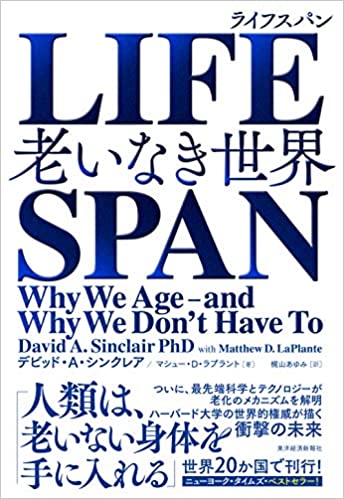 ライフスパン
LIFE
老いなき世界
SPAN
Why We Age–and
Why We Don't Have To
David A. Sinclair PhD with Matthew D. LaPlante
デビッド・A・シンクレア/マシュー・D・ラプラント[著] 梶山あゆみ[訳]
「人類は、
老いない身体を
手に入れる」
ついに、最先端科学とテクノロジーが
老化のメカニズムを解明
ハーバード大学の世界的権威が描く
衝撃の未来
東洋経済新報社
世界20か国で刊行!
ニューヨーク・タイムズ・ベストセラー!